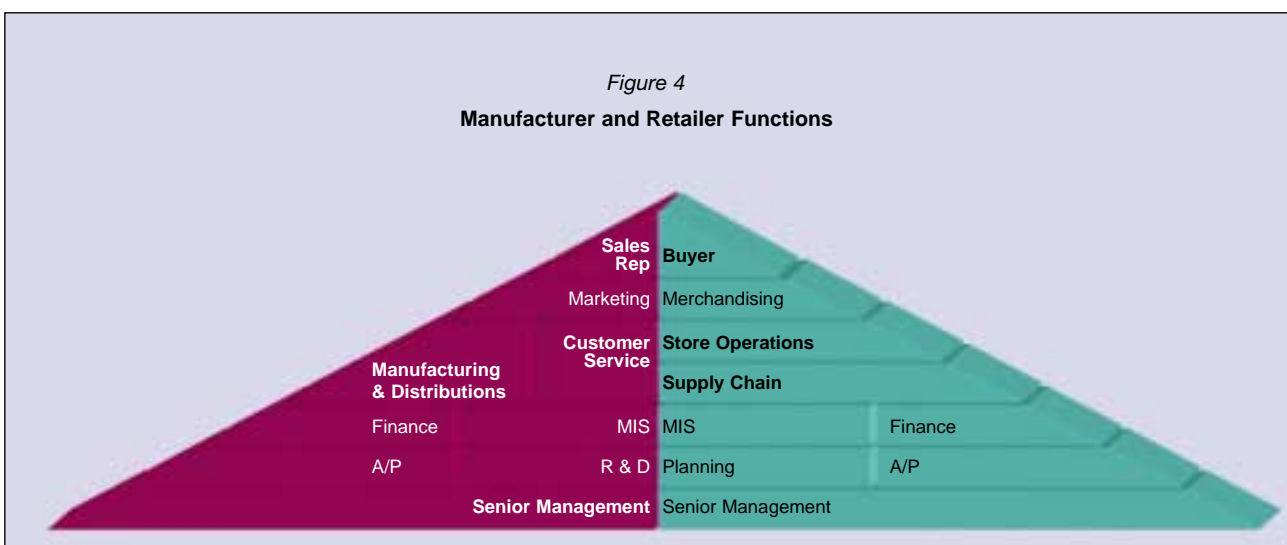 Figure 4
Manufacturer and Retailer Functions
Sales
Rep
Buyer
Marketing
Merchandising
Customer
Service
Store Operations
Manufacturing
& Distributions
Supply Chain
Finance
MIS
MIS
Finance
A/P
R & D
Planning
A/P
Senior Management
Senior Management